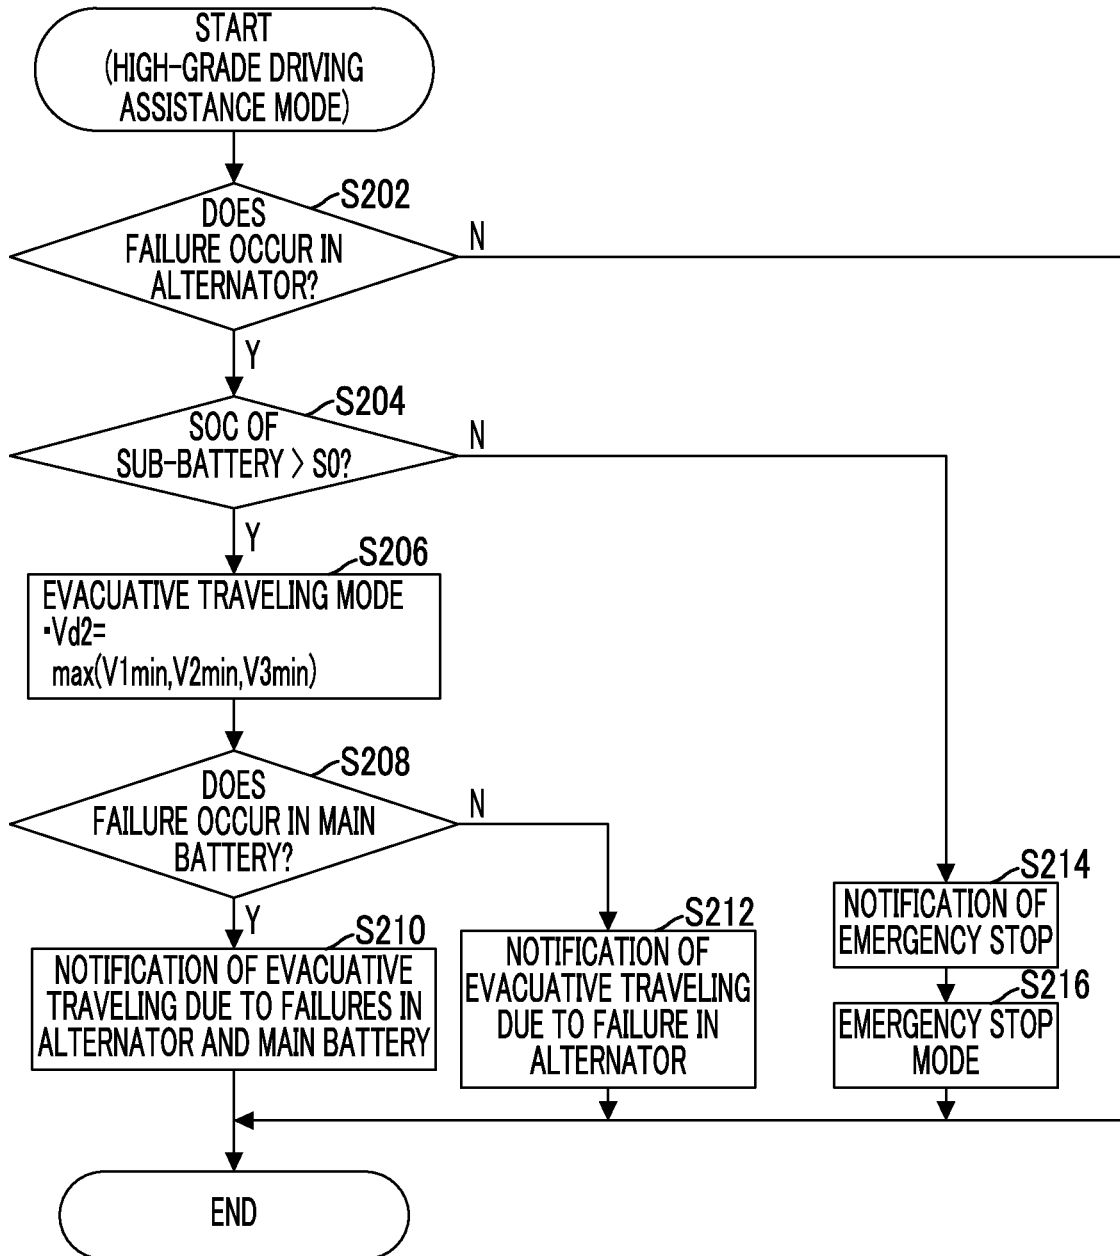 START
(HIGH-GRADE DRIVING
ASSISTANCE MODE)
S202
DOES
FAILURE OCCUR IN
ALTERNATOR?
N
Y
S204
SOC OF
SUB-BATTERY > S0?
N
Y
S206
EVACUATIVE TRAVELING MODE
・Vd2=
max(V1min,V2min,V3min)
S208
DOES
FAILURE OCCUR IN MAIN
BATTERY?
N
Y
S210
NOTIFICATION OF EVACUATIVE
TRAVELING DUE TO FAILURES IN
ALTERNATOR AND MAIN BATTERY
S212
NOTIFICATION OF
EVACUATIVE TRAVELING
DUE TO FAILURE IN
ALTERNATOR
S214
NOTIFICATION OF
EMERGENCY STOP
S216
EMERGENCY STOP
MODE
END